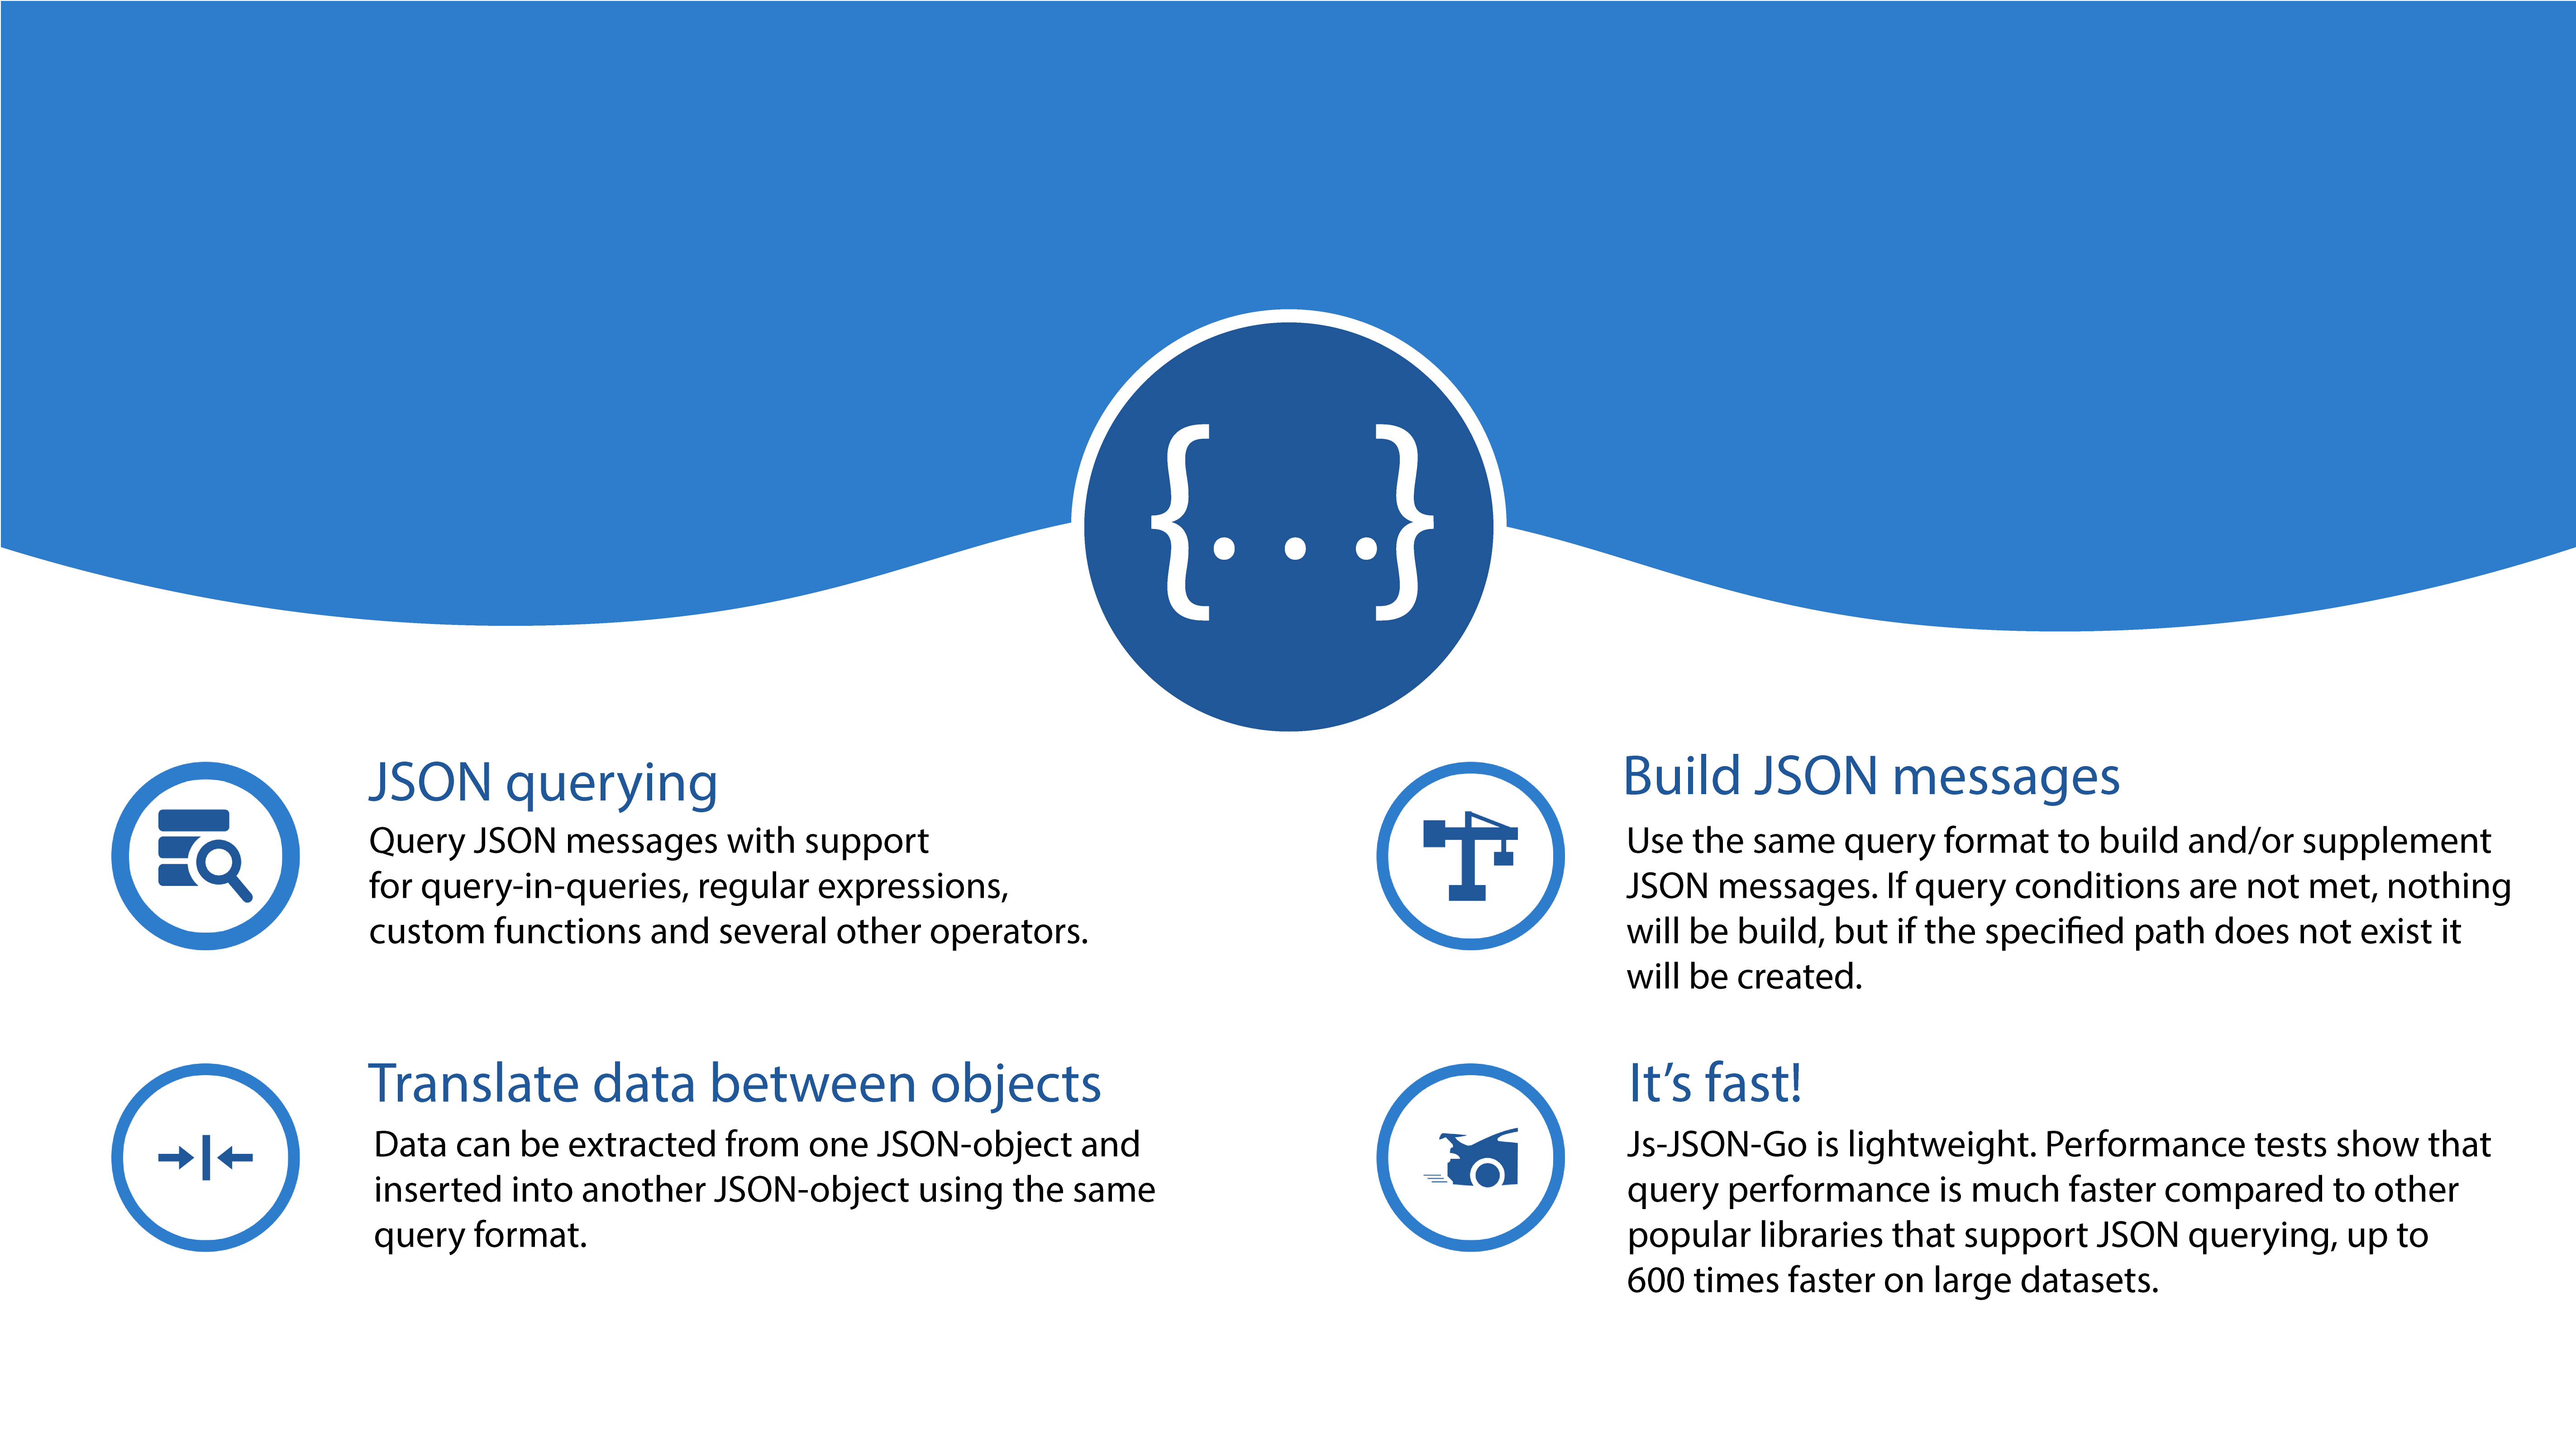 {...}
JSON querying
Query JSON messages with support
for query-in-queries, regular expressions,
custom functions and several other operators.
Build JSON messages
Use the same query format to build and/or supplement
JSON messages. If query conditions are not met, nothing
will be build, but if the specified path does not exist it
will be created.
Translate data between objects
Data can be extracted from one JSON-object and
inserted into another JSON-object using the same
query format.
It’s fast!
Js-JSON-Go is lightweight. Performance tests show that
query performance is much faster compared to other
popular libraries that support JSON querying, up to
600 times faster on large datasets.